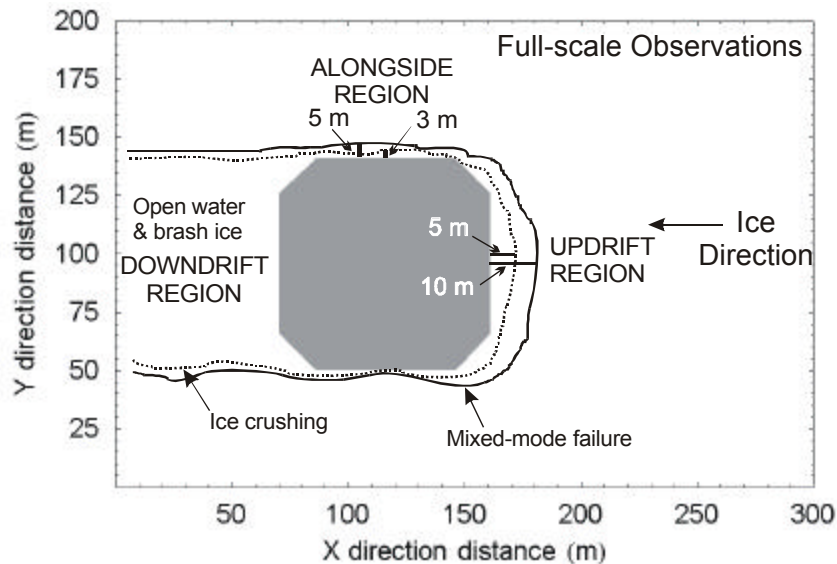 Full-scale Observations
ALONGSIDE
REGION
5 m
3 m
Open water
& brash ice
DOWNDRIFT
REGION
5 m
10 m
UPDRIFT
REGION
Ice
Direction
Ice crushing
Mixed-mode failure
Y direction distance (m)
200
175
150
125
100
75
50
25
50
100
150
200
250
300
X direction distance (m)